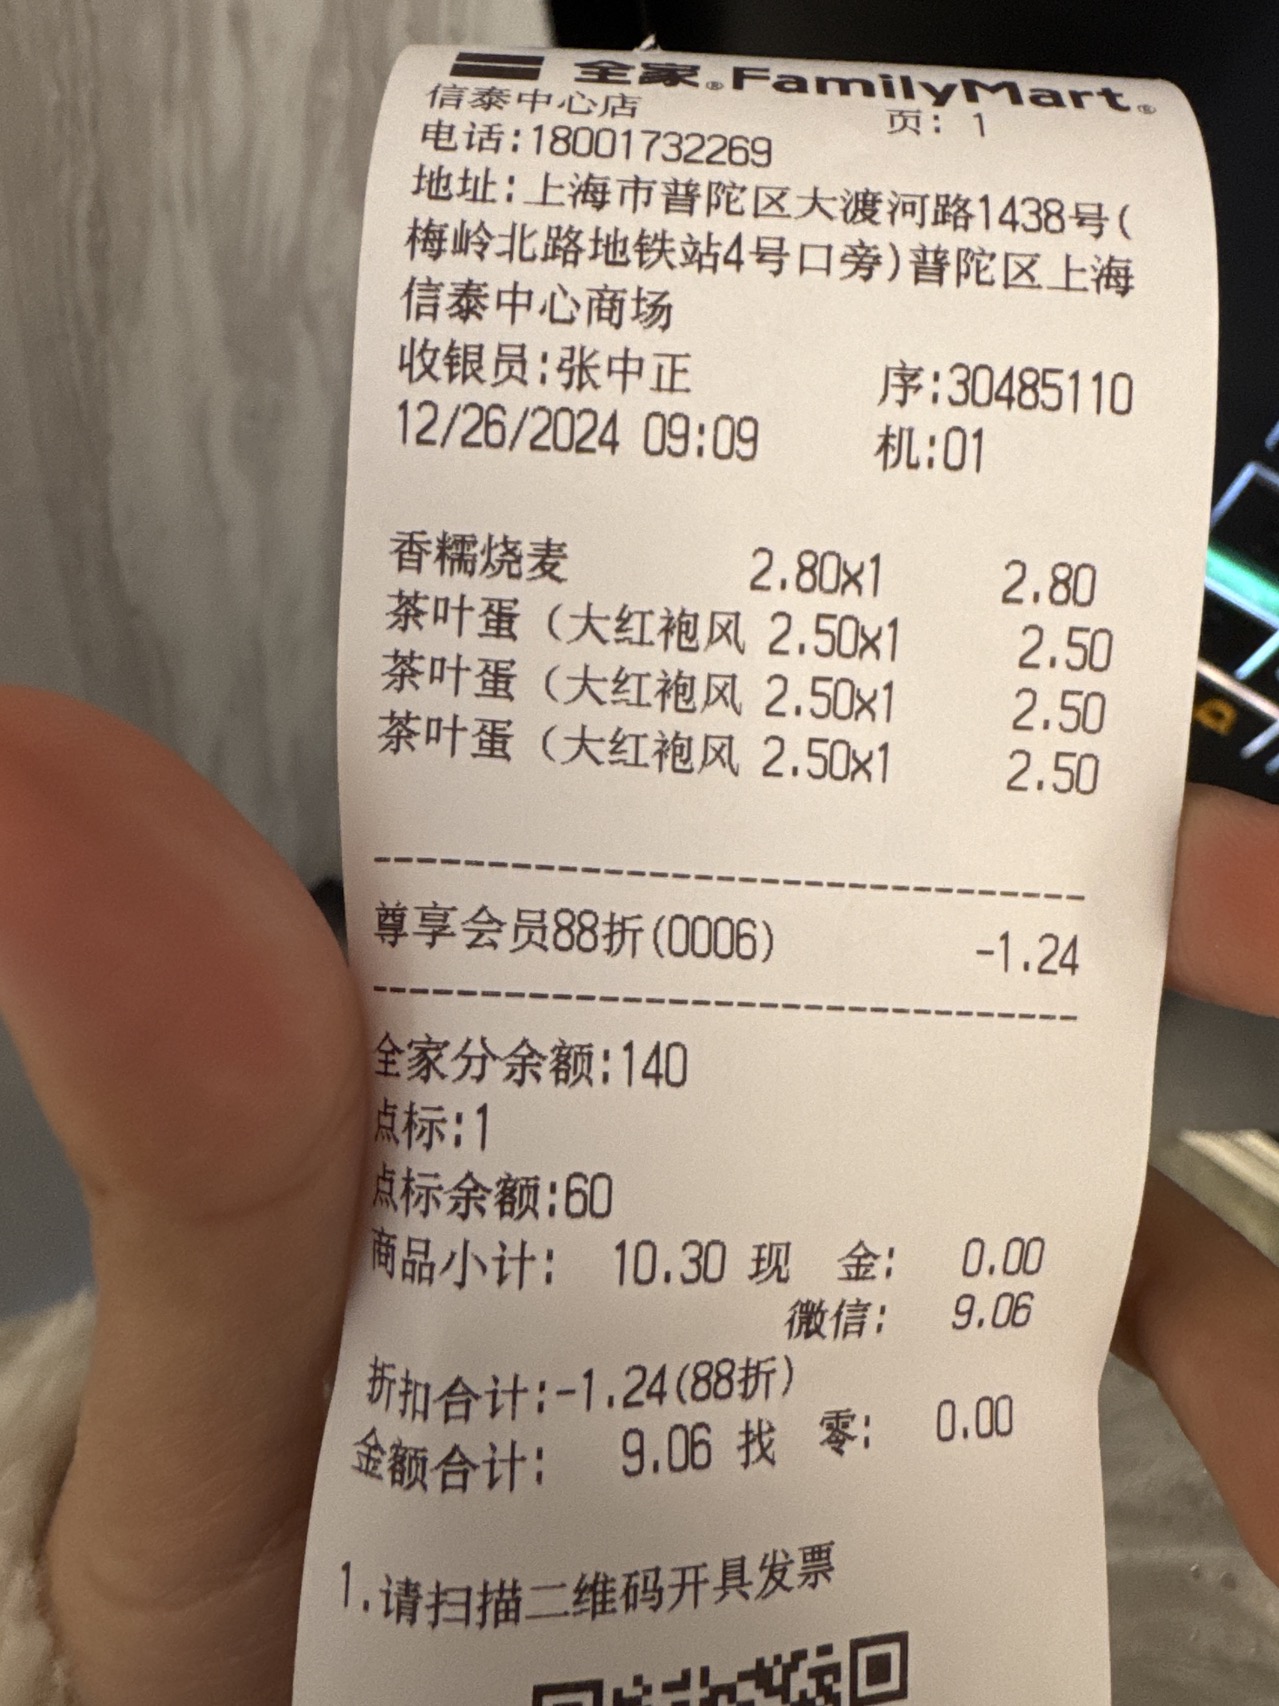 全家®FamilyMart®
信泰中心店 页: 1
电话:18001732269
地址:上海市普陀区大渡河路1438号(
梅岭北路地铁站4号口旁)普陀区上海
信泰中心商场
收银员:张中正 序:30485110
12/26/2024 09:09 机:01
香糯烧麦 2.80x1 2.80
茶叶蛋（大红袍风 2.50x1 2.50
茶叶蛋（大红袍风 2.50x1 2.50
茶叶蛋（大红袍风 2.50x1 2.50
尊享会员88折(0006) -1.24
全家分余额:140
点标:1
点标余额:60
商品小计: 10.30 现 金: 0.00
微信: 9.06
折扣合计:-1.24(88折)
金额合计: 9.06 找 零: 0.00
1.请扫描二维码开具发票